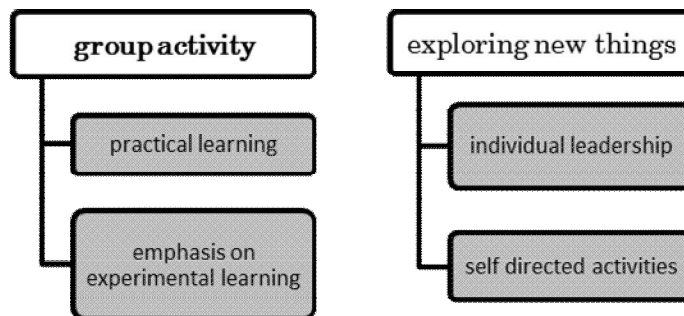 group activity
practical learning
emphasis on
experimental learning
exploring new things
individual leadership
self directed activities